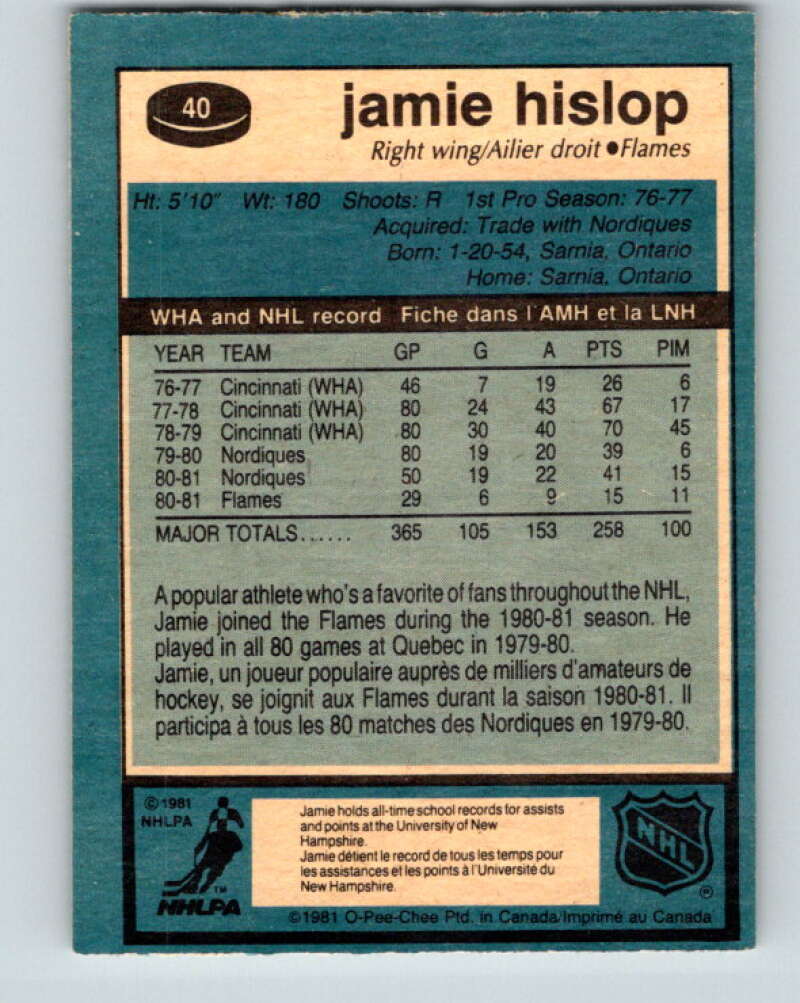 40
jamie hislop
Right wing/Ailier droit ●Flames
Ht: 5'10" Wt: 180 Shoots: R 1st Pro Season: 76-77
Acquired: Trade with Nordiques
Born: 1-20-54, Sarnia, Ontario
Home: Sarnia, Ontario
WHA and NHL record Fiche dans l'AMH et la LNH
YEAR TEAM GP G A PTS PIM
76-77 Cincinnati (WHA) 46 7 19 26 6
77-78 Cincinnati (WHA) 80 24 43 67 17
78-79 Cincinnati (WHA) 80 30 40 70 45
79-80 Nordiques 80 19 20 39 6
80-81 Nordiques 50 19 22 41 15
80-81 Flames 29 6 9 15 11
MAJOR TOTALS...... 365 105 153 258 100
A popular athlete who's a favorite of fans throughout the NHL,
Jamie joined the Flames during the 1980-81 season. He
played in all 80 games at Quebec in 1979-80.
Jamie, un joueur populaire auprès de milliers d'amateurs de
hockey, se joignit aux Flames durant la saison 1980-81. Il
participa à tous les 80 matches des Nordiques en 1979-80.
©1981
NHLPA
TM
NHLPA
Jamie holds all-time school records for assists
and points at the University of New
Hampshire.
Jamie détient le record de tous les temps pour
les assistances et les points à l'Université du
New Hampshire.
NHL
®
©1981 O-Pee-Chee Ptd. in Canada/Imprimé au Canada